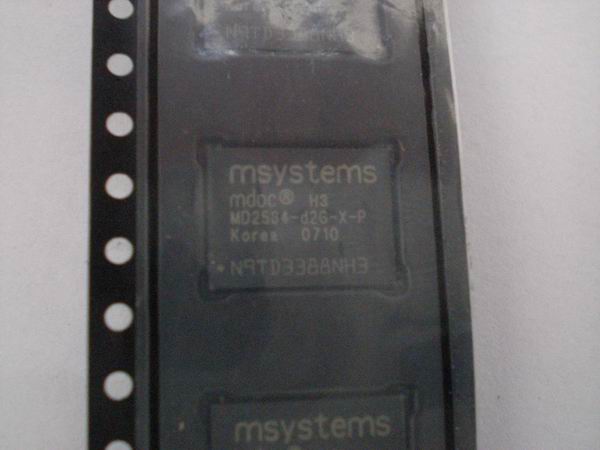 msystems
mdoc® H3
MD2534-d2G-X-P
Korea 0710
N9TD3388NH3
msystems